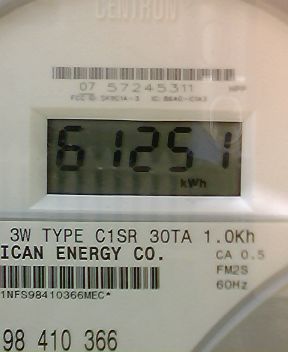 CENTRON
07 57245311
61251
kWh
3W TYPE C1SR 30TA 1.0Kh
ICAN ENERGY CO.
CA 0.5
FM2S
60Hz
1NFS98410366MEC*
98 410 366